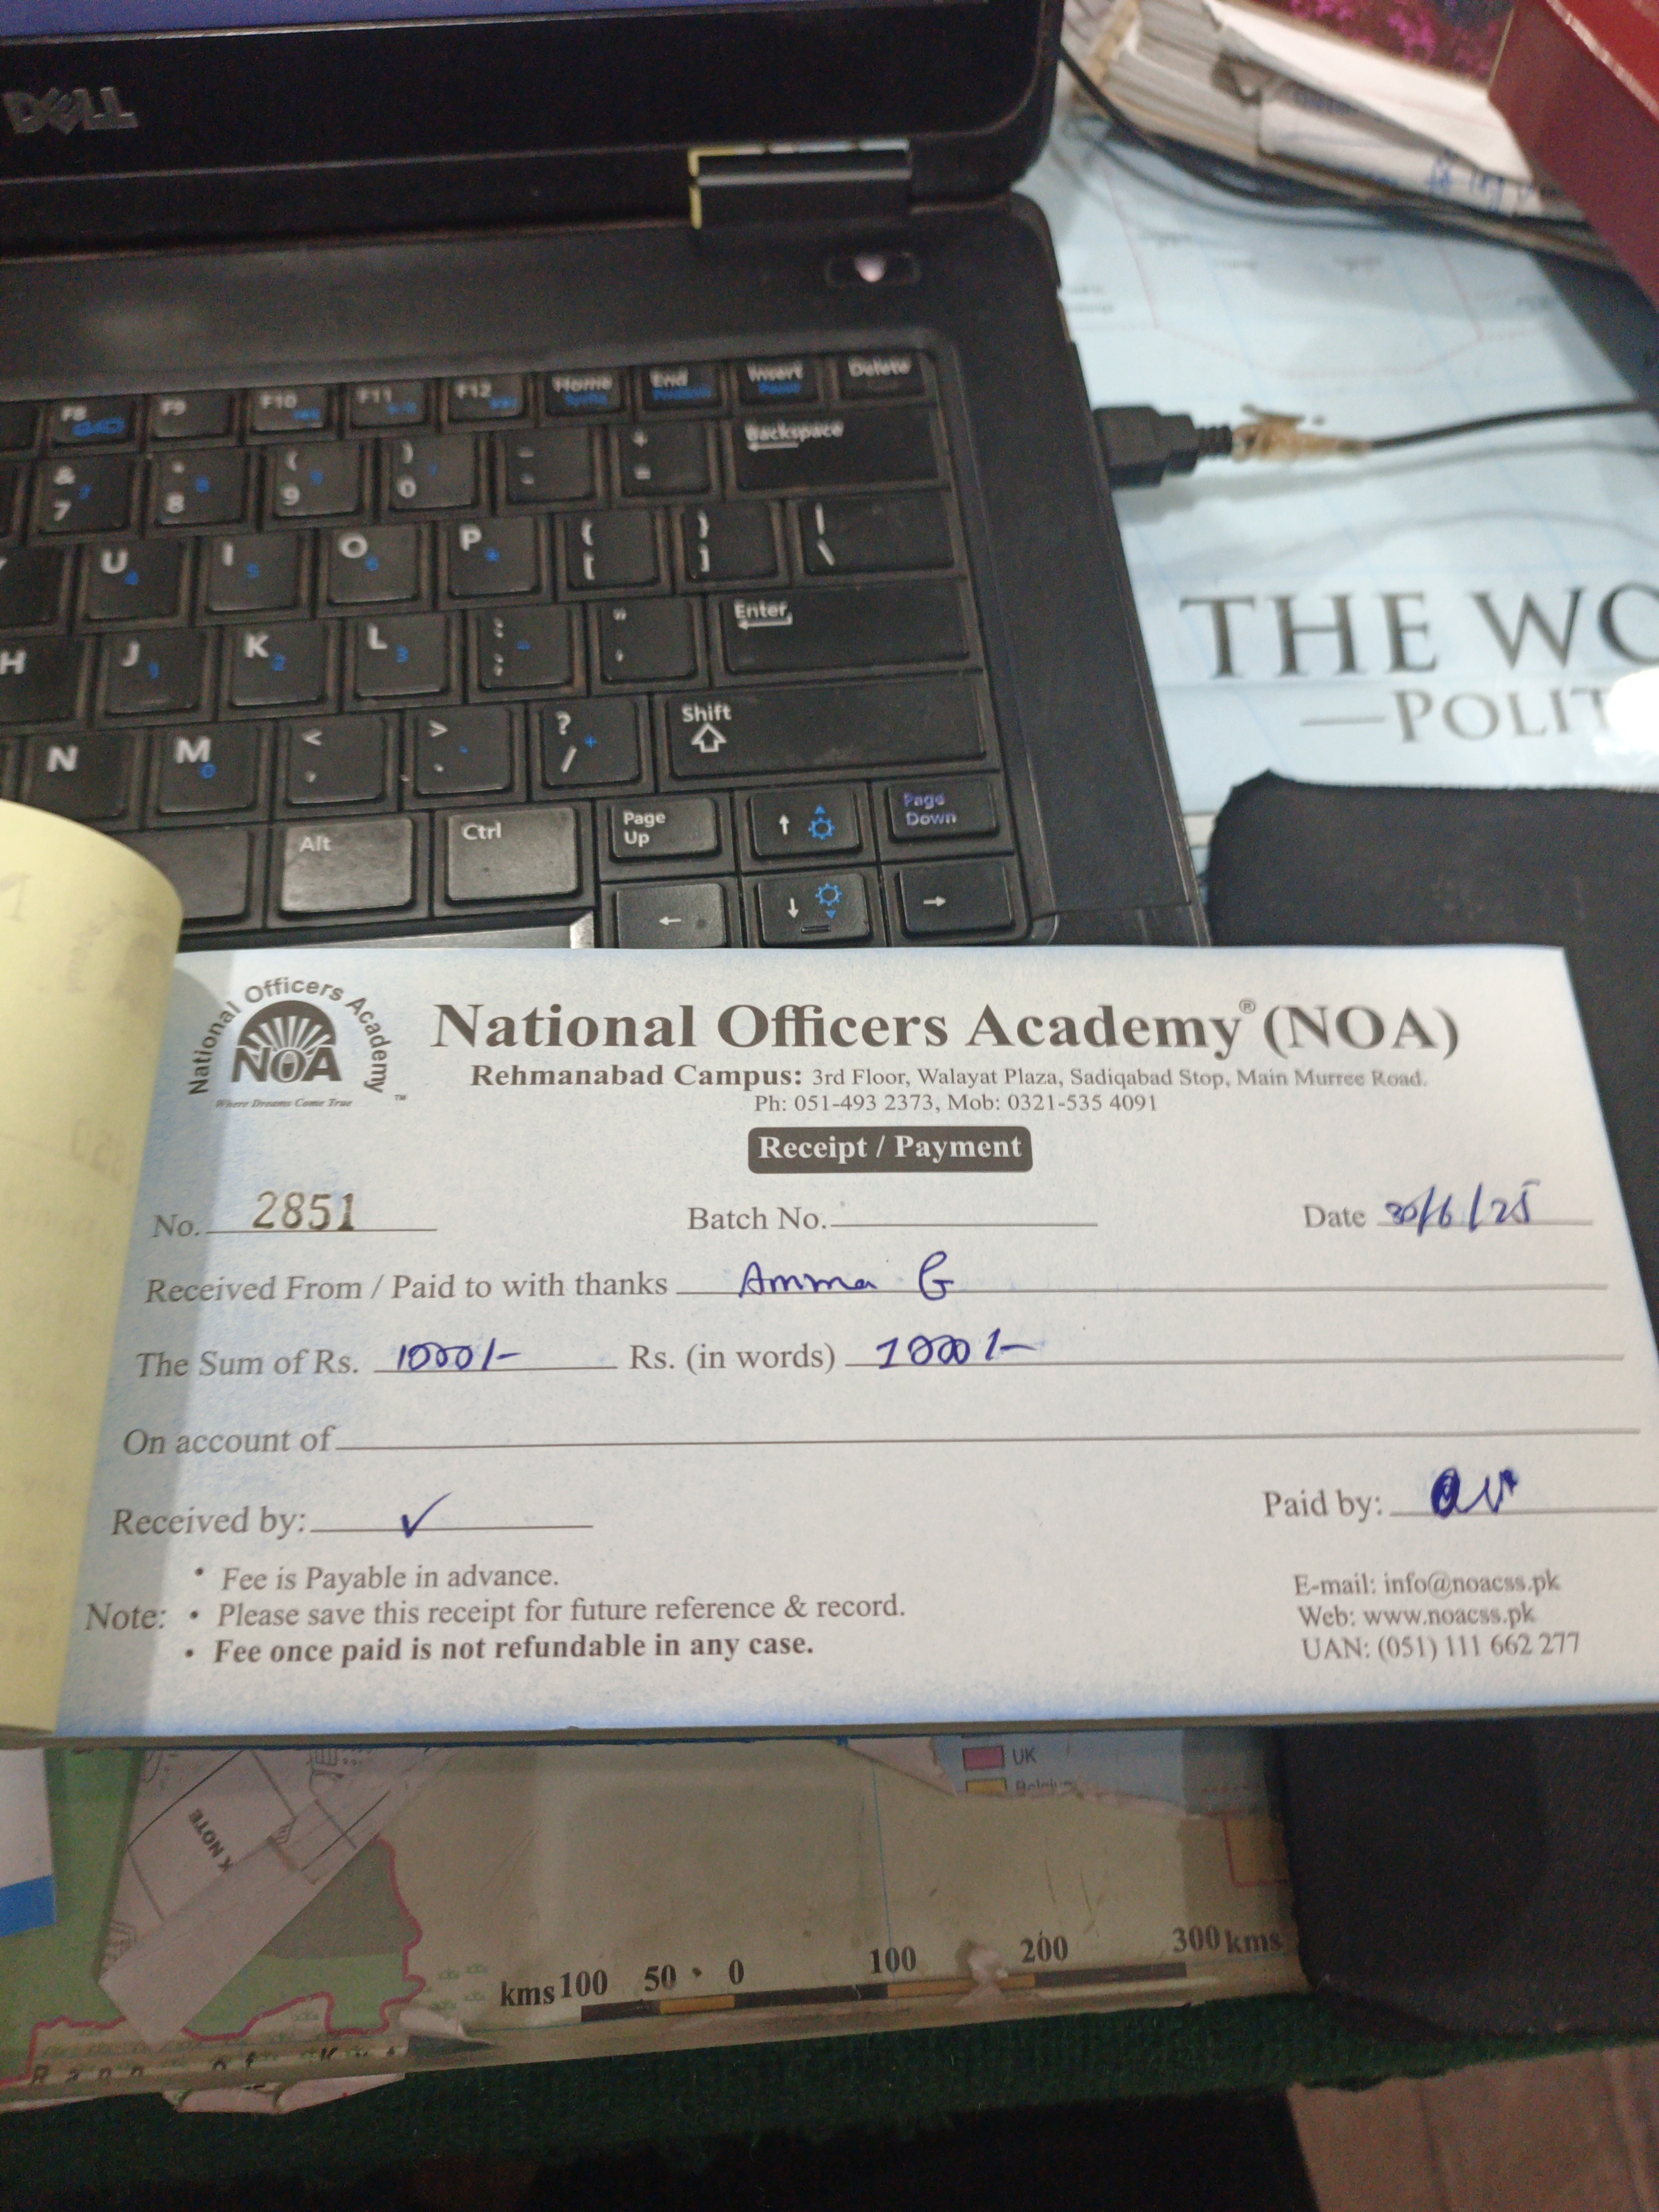 DELL
F8 F9 F10 F11 F12 Home End Insert Delete
& 7 * 8 ( 9 ) 0 - + = Backspace
U I O P { [ } ] | \
H J K L : ; " ' Enter
N M < , > . ? / Shift
Alt Ctrl Page Up Page Down
THE WO
—POLIT
National Officers Academy
NOA
Where Dreams Come True
National Officers Academy® (NOA)
Rehmanabad Campus: 3rd Floor, Walayat Plaza, Sadiqabad Stop, Main Murree Road.
Ph: 051-493 2373, Mob: 0321-535 4091
Receipt / Payment
No. 2851 Batch No. Date 30/6/25
Received From / Paid to with thanks Amma G
The Sum of Rs. 1000/- Rs. (in words) 1000/-
On account of
Received by: ✓ Paid by:
• Fee is Payable in advance.
Note: • Please save this receipt for future reference & record.
• Fee once paid is not refundable in any case.
E-mail: info@noacss.pk
Web: www.noacss.pk
UAN: (051) 111 662 277
UK
Belgium
K NOTE
kms 100 50 0 100 200 300 kms
Rann of